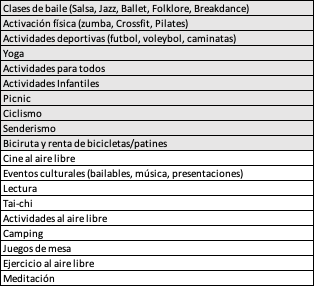 Clases de baile (Salsa, Jazz, Ballet, Folklore, Breakdance)
Activación física (zumba, Crossfit, Pilates)
Actividades deportivas (futbol, voleybol, caminatas)
Yoga
Actividades para todos
Actividades Infantiles
Picnic
Ciclismo
Senderismo
Biciruta y renta de bicicletas/patines
Cine al aire libre
Eventos culturales (bailables, música, presentaciones)
Lectura
Tai-chi
Actividades al aire libre
Camping
Juegos de mesa
Ejercicio al aire libre
Meditación